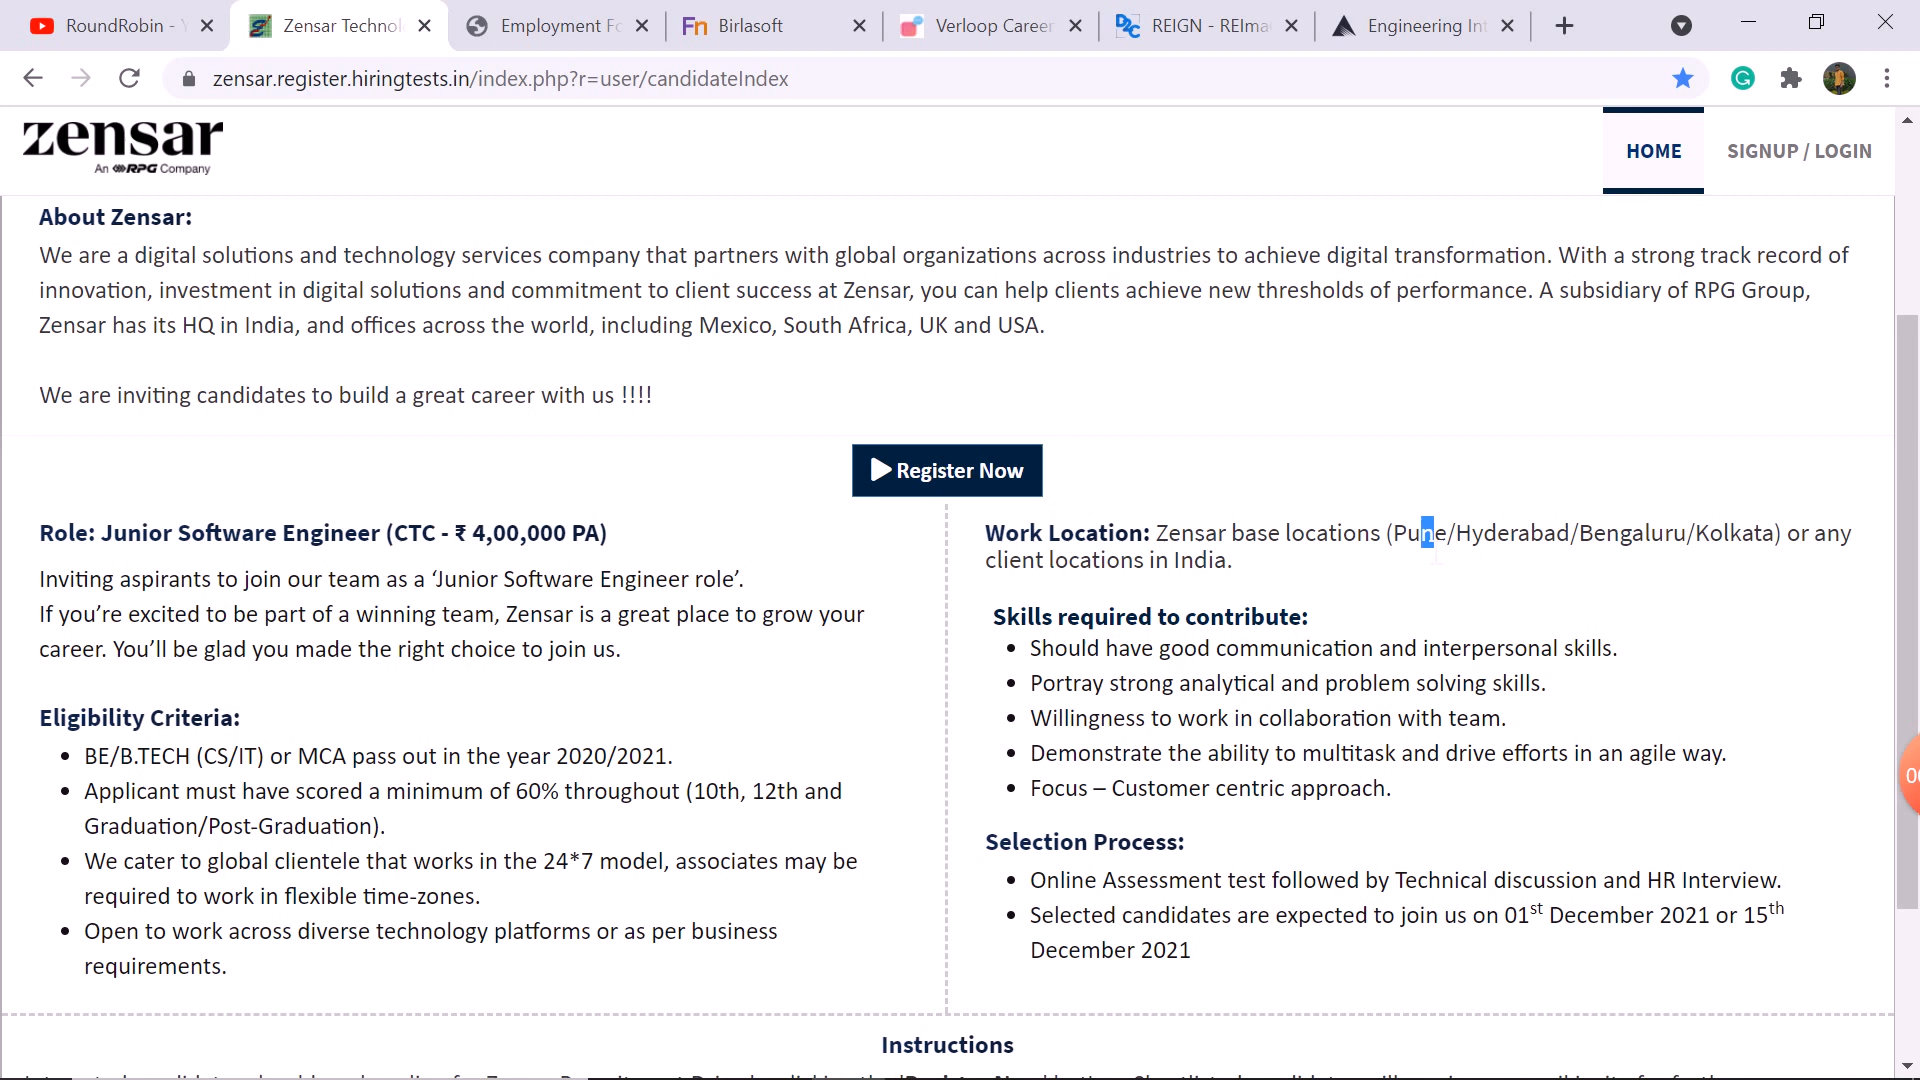 RoundRobin - Y
Zensar Technol
Employment Fo
Fn Birlasoft
Verloop Career
REIGN - REIma
Engineering Int
zensar.register.hiringtests.in/index.php?r=user/candidateIndex
zensar
An RPG Company
HOME
SIGNUP / LOGIN
About Zensar:
We are a digital solutions and technology services company that partners with global organizations across industries to achieve digital transformation. With a strong track record of
innovation, investment in digital solutions and commitment to client success at Zensar, you can help clients achieve new thresholds of performance. A subsidiary of RPG Group,
Zensar has its HQ in India, and offices across the world, including Mexico, South Africa, UK and USA.
We are inviting candidates to build a great career with us !!!!
Register Now
Role: Junior Software Engineer (CTC - ₹ 4,00,000 PA)
Inviting aspirants to join our team as a ‘Junior Software Engineer role’.
If you’re excited to be part of a winning team, Zensar is a great place to grow your
career. You’ll be glad you made the right choice to join us.
Eligibility Criteria:
• BE/B.TECH (CS/IT) or MCA pass out in the year 2020/2021.
• Applicant must have scored a minimum of 60% throughout (10th, 12th and
Graduation/Post-Graduation).
• We cater to global clientele that works in the 24*7 model, associates may be
required to work in flexible time-zones.
• Open to work across diverse technology platforms or as per business
requirements.
Work Location: Zensar base locations (Pune/Hyderabad/Bengaluru/Kolkata) or any
client locations in India.
Skills required to contribute:
• Should have good communication and interpersonal skills.
• Portray strong analytical and problem solving skills.
• Willingness to work in collaboration with team.
• Demonstrate the ability to multitask and drive efforts in an agile way.
• Focus – Customer centric approach.
Selection Process:
• Online Assessment test followed by Technical discussion and HR Interview.
• Selected candidates are expected to join us on 01st December 2021 or 15th
December 2021
Instructions